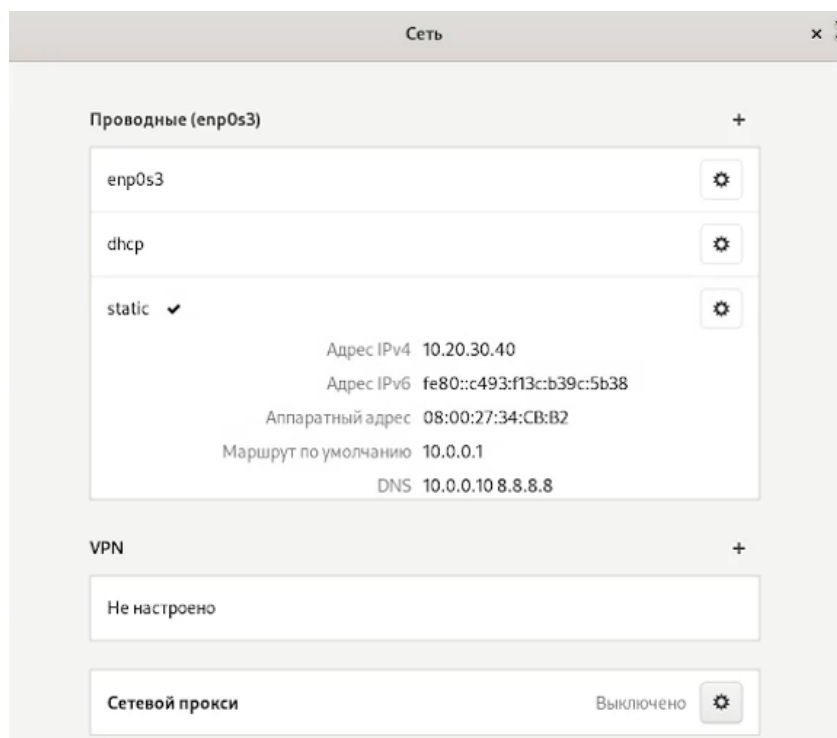 Сеть
Проводные (enp0s3)
enp0s3
dhcp
static
Адрес IPv4 10.20.30.40
Адрес IPv6 fe80::c493:f13c:b39c:5b38
Аппаратный адрес 08:00:27:34:CB:B2
Маршрут по умолчанию 10.0.0.1
DNS 10.0.0.10 8.8.8.8
VPN
Не настроено
Сетевой прокси Выключено